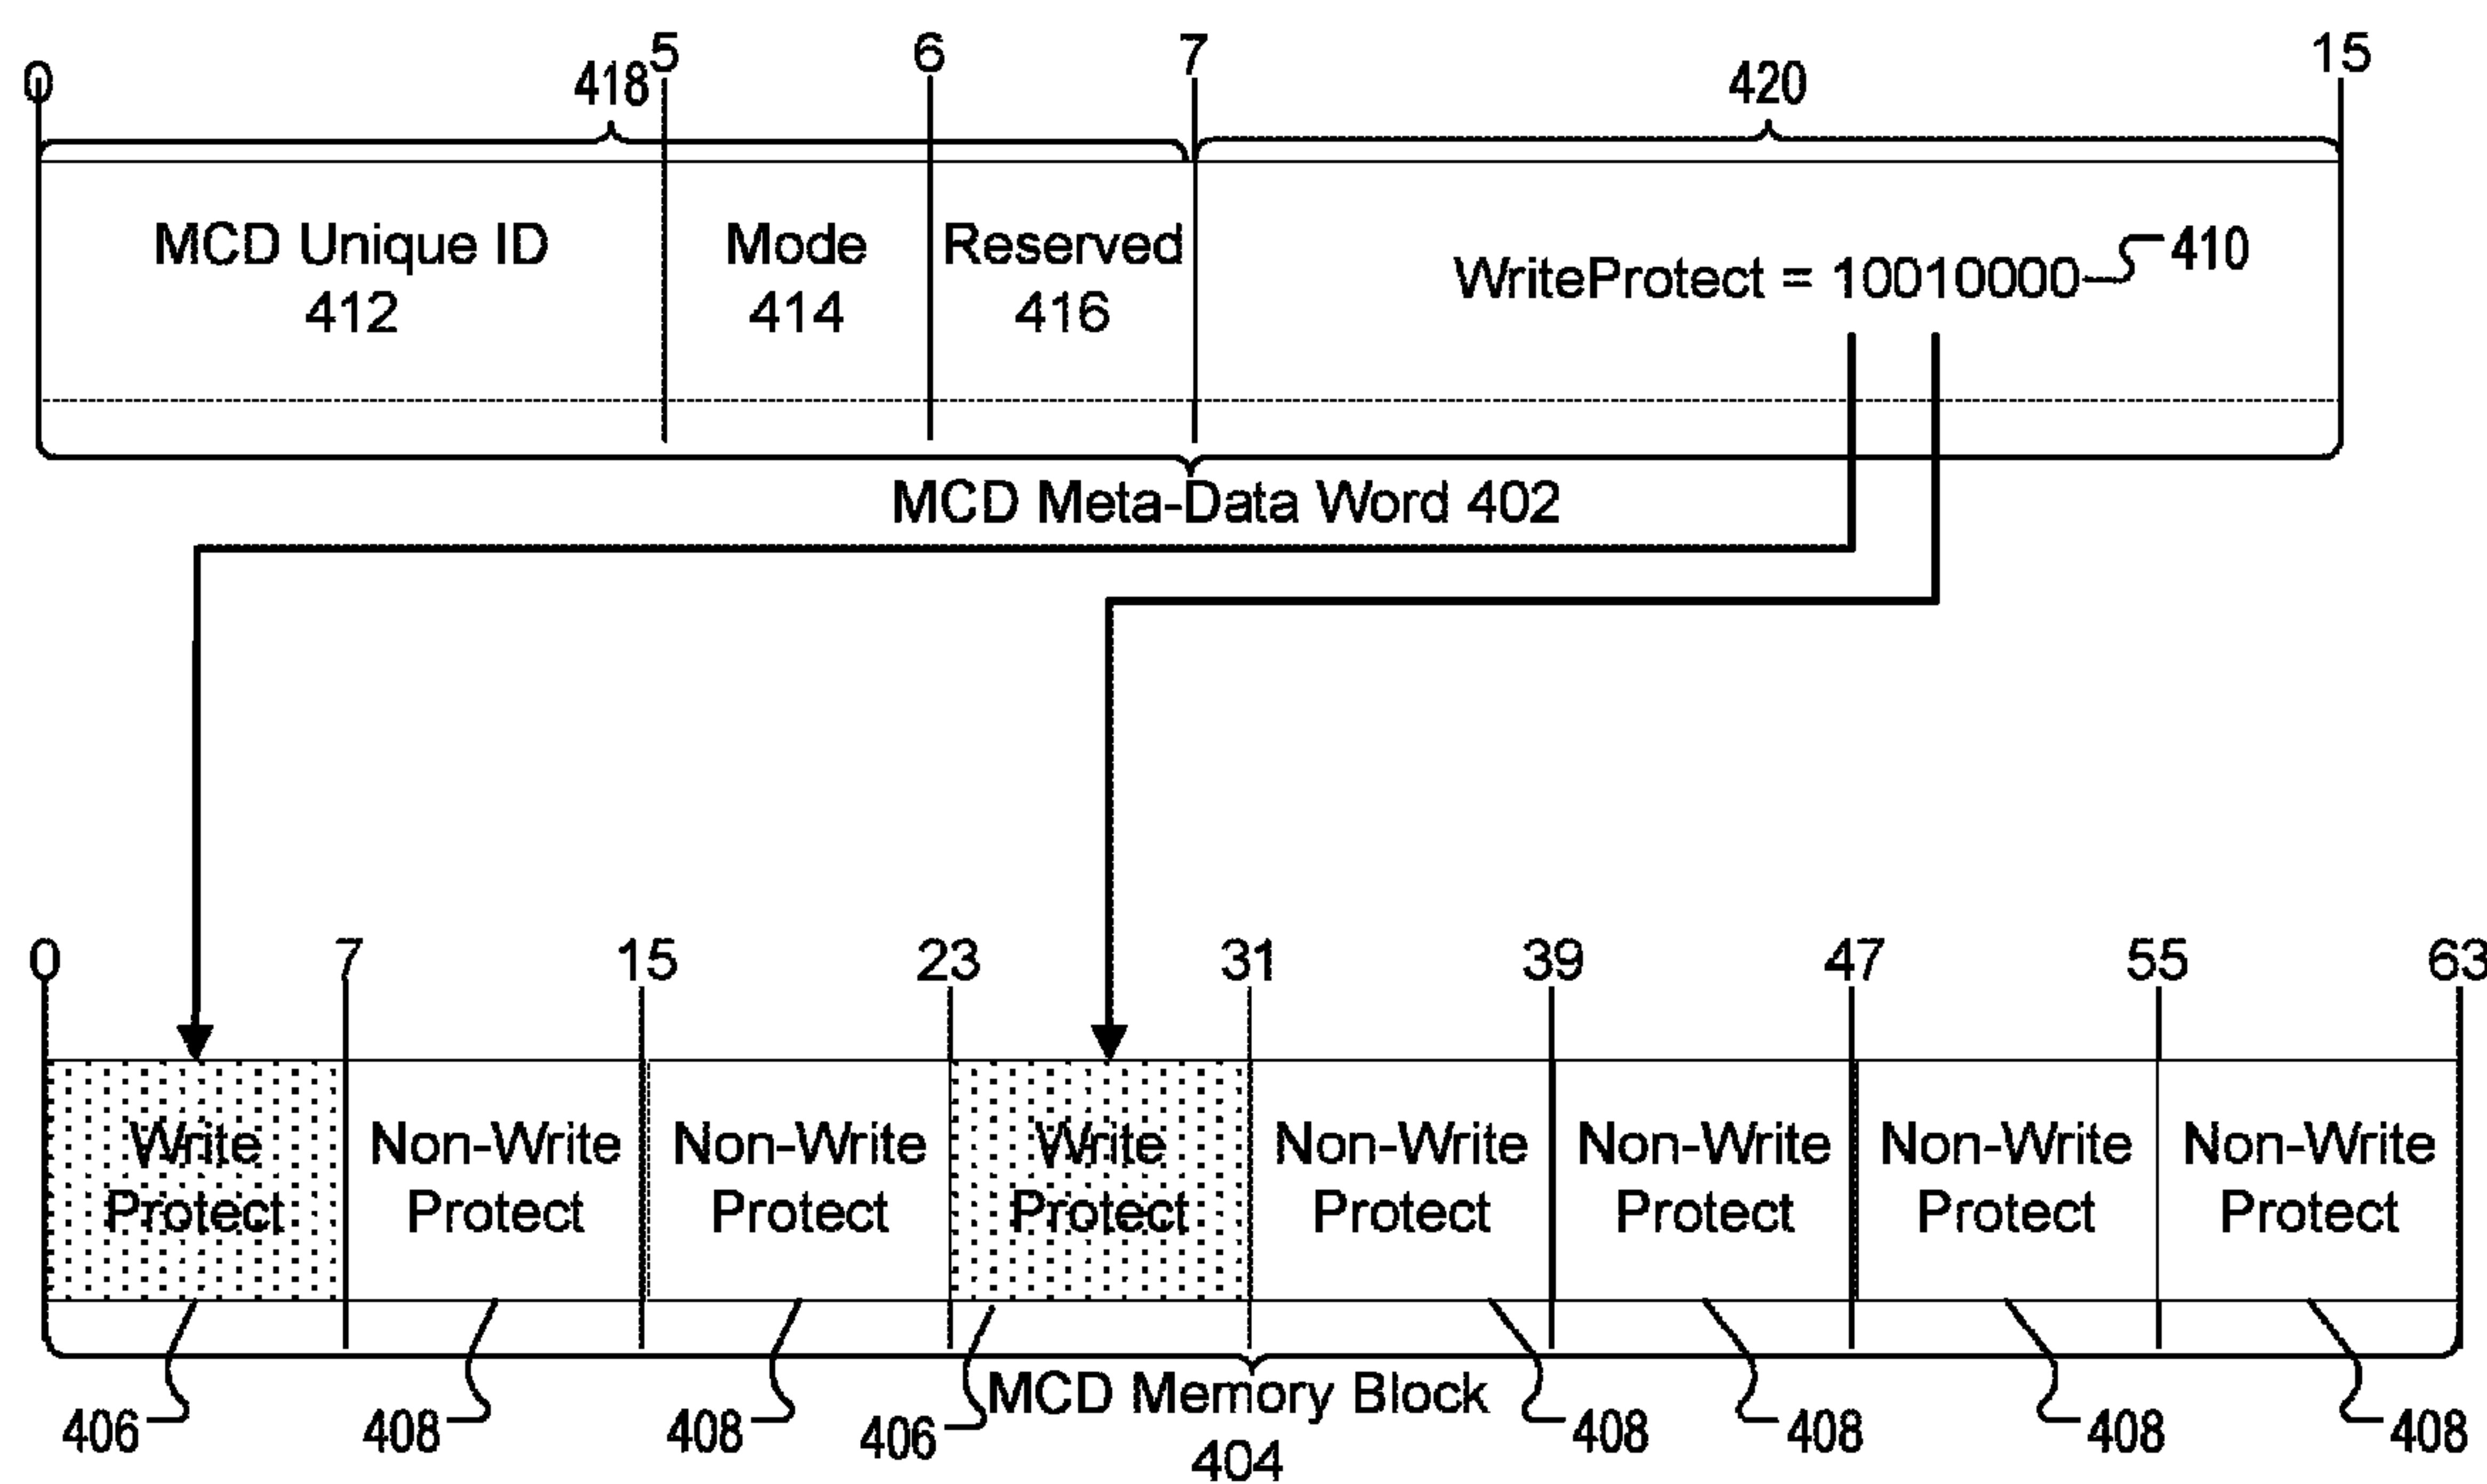 0 5 6 7 15
418 420
MCD Unique ID Mode Reserved
412 414 416
WriteProtect = 10010000 410
MCD Meta-Data Word 402
0 7 15 23 31 39 47 55 63
Write Non-Write Non-Write Write Non-Write Non-Write Non-Write Non-Write
Protect Protect Protect Protect Protect Protect Protect Protect
MCD Memory Block
406 408 408 406 408 408 408 408
404